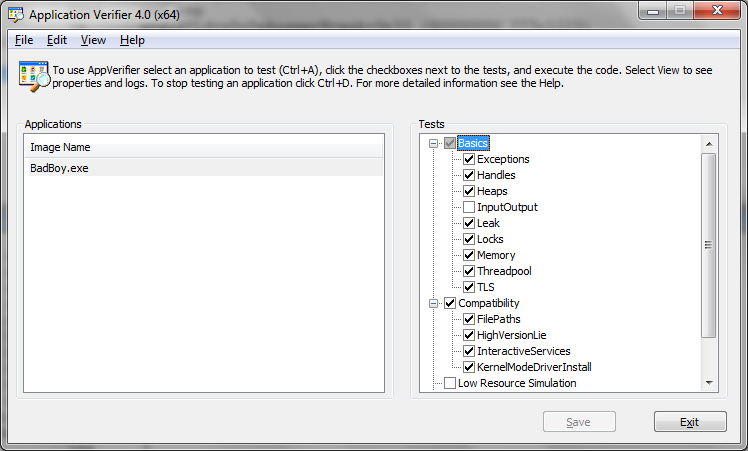 Application Verifier 4.0 (x64)
File Edit View Help
To use AppVerifier select an application to test (Ctrl+A), click the checkboxes next to the tests, and execute the code. Select View to see
properties and logs. To stop testing an application click Ctrl+D. For more detailed information see the Help.
Applications
Image Name
BadBoy.exe
Tests
Basics
Exceptions
Handles
Heaps
InputOutput
Leak
Locks
Memory
Threadpool
TLS
Compatibility
FilePaths
HighVersionLie
InteractiveServices
KernelModeDriverInstall
Low Resource Simulation
Save Exit